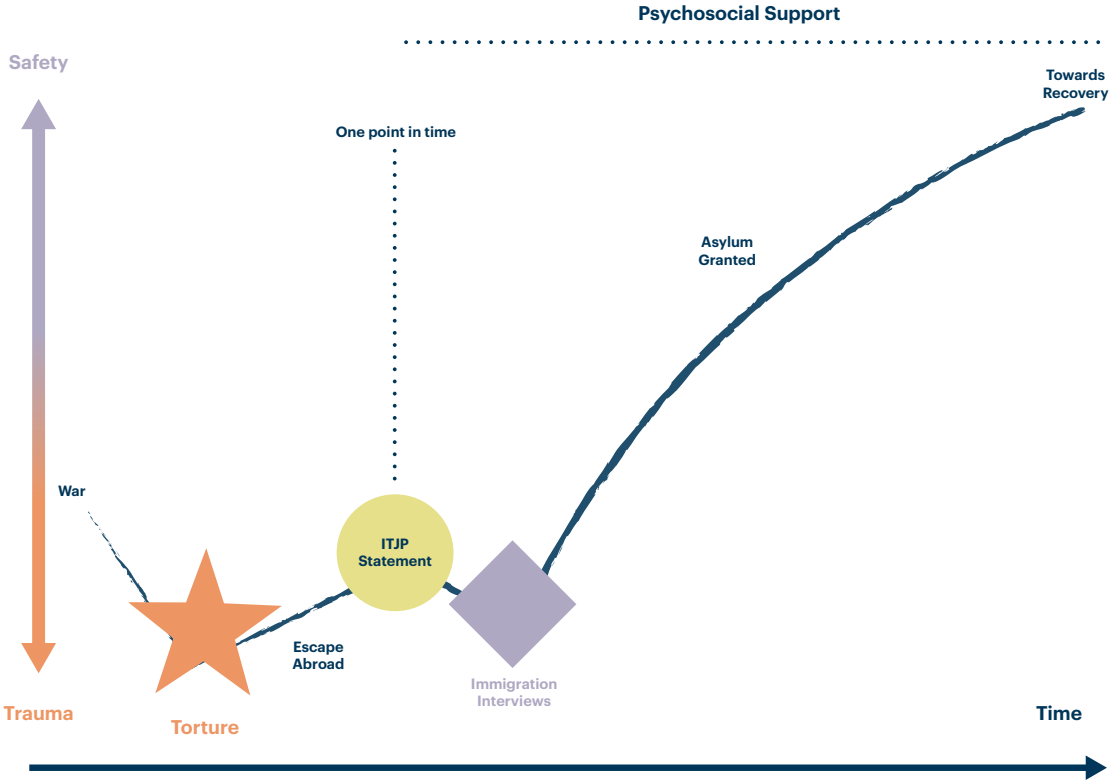 Psychosocial Support
Safety
Towards
Recovery
One point in time
Asylum
Granted
War
ITJP
Statement
Escape
Abroad
Immigration
Interviews
Trauma
Torture
Time